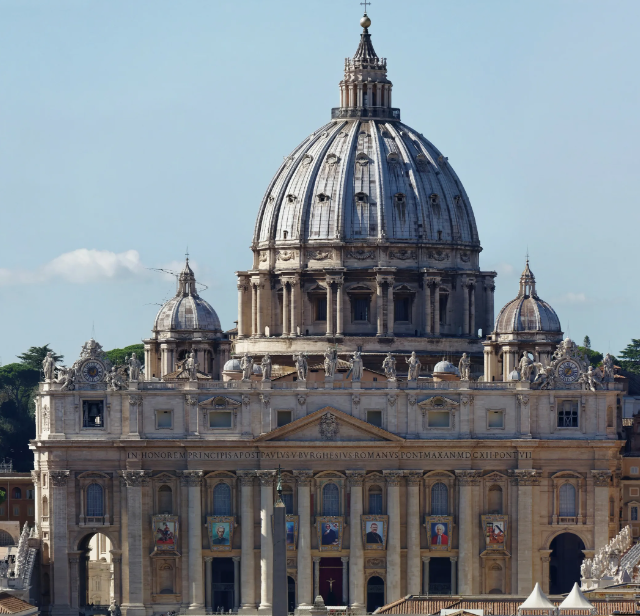 IN HONOREM PRINCIPIS APOST PAVLVS V BVRGHESIVS ROMANVS PONT MAX AN MDCXII PONT VII